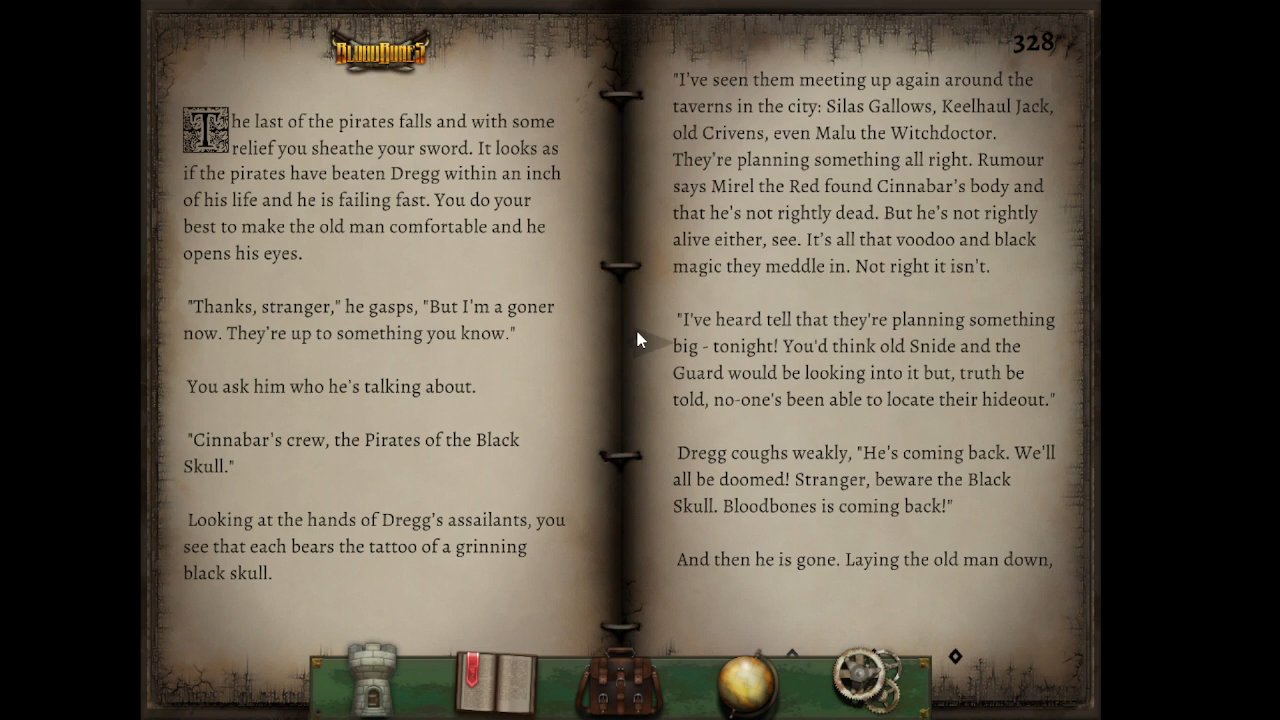 BLOODBONES
The last of the pirates falls and with some
relief you sheathe your sword. It looks as
if the pirates have beaten Dregg within an inch
of his life and he is failing fast. You do your
best to make the old man comfortable and he
opens his eyes.
"Thanks, stranger," he gasps, "But I'm a goner
now. They're up to something you know."
You ask him who he's talking about.
"Cinnabar's crew, the Pirates of the Black
Skull."
Looking at the hands of Dregg’s assailants, you
see that each bears the tattoo of a grinning
black skull.
328
"I've seen them meeting up again around the
taverns in the city: Silas Gallows, Keelhaul Jack,
old Crivens, even Malu the Witchdoctor.
They're planning something all right. Rumour
says Mirel the Red found Cinnabar’s body and
that he's not rightly dead. But he's not rightly
alive either, see. It’s all that voodoo and black
magic they meddle in. Not right it isn't.
"I've heard tell that they're planning something
big - tonight! You'd think old Snide and the
Guard would be looking into it but, truth be
told, no-one's been able to locate their hideout."
Dregg coughs weakly, "He's coming back. We'll
all be doomed! Stranger, beware the Black
Skull. Bloodbones is coming back!"
And then he is gone. Laying the old man down,